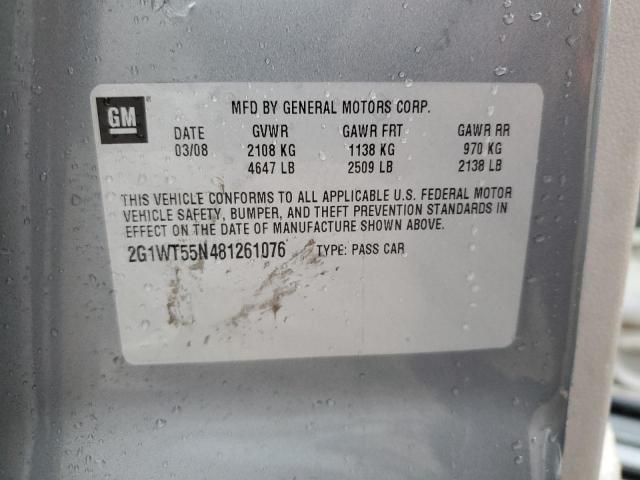 GM
MFD BY GENERAL MOTORS CORP.
DATE GVWR GAWR FRT GAWR RR
03/08 2108 KG 1138 KG 970 KG
4647 LB 2509 LB 2138 LB
THIS VEHICLE CONFORMS TO ALL APPLICABLE U.S. FEDERAL MOTOR
VEHICLE SAFETY, BUMPER, AND THEFT PREVENTION STANDARDS IN
EFFECT ON THE DATE OF MANUFACTURE SHOWN ABOVE.
2G1WT55N481261076 TYPE: PASS CAR